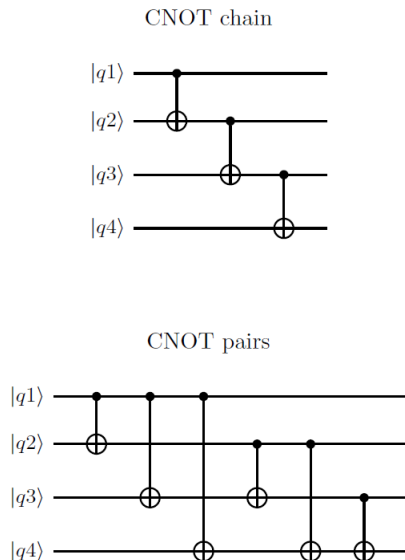 CNOT chain
|q1⟩
|q2⟩
|q3⟩
|q4⟩
CNOT pairs
|q1⟩
|q2⟩
|q3⟩
|q4⟩